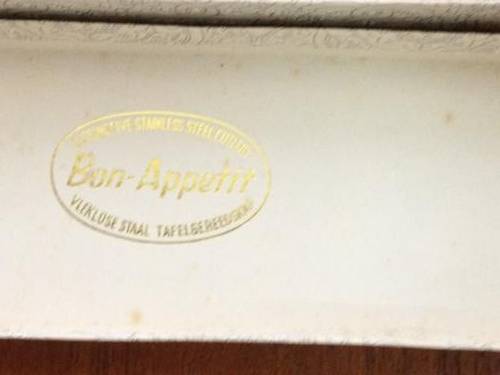 DISTINCTIVE STAINLESS STEEL CUTLERY
Bon-Appetit
VLEKLOSE STAAL TAFELGEREEDSKAP